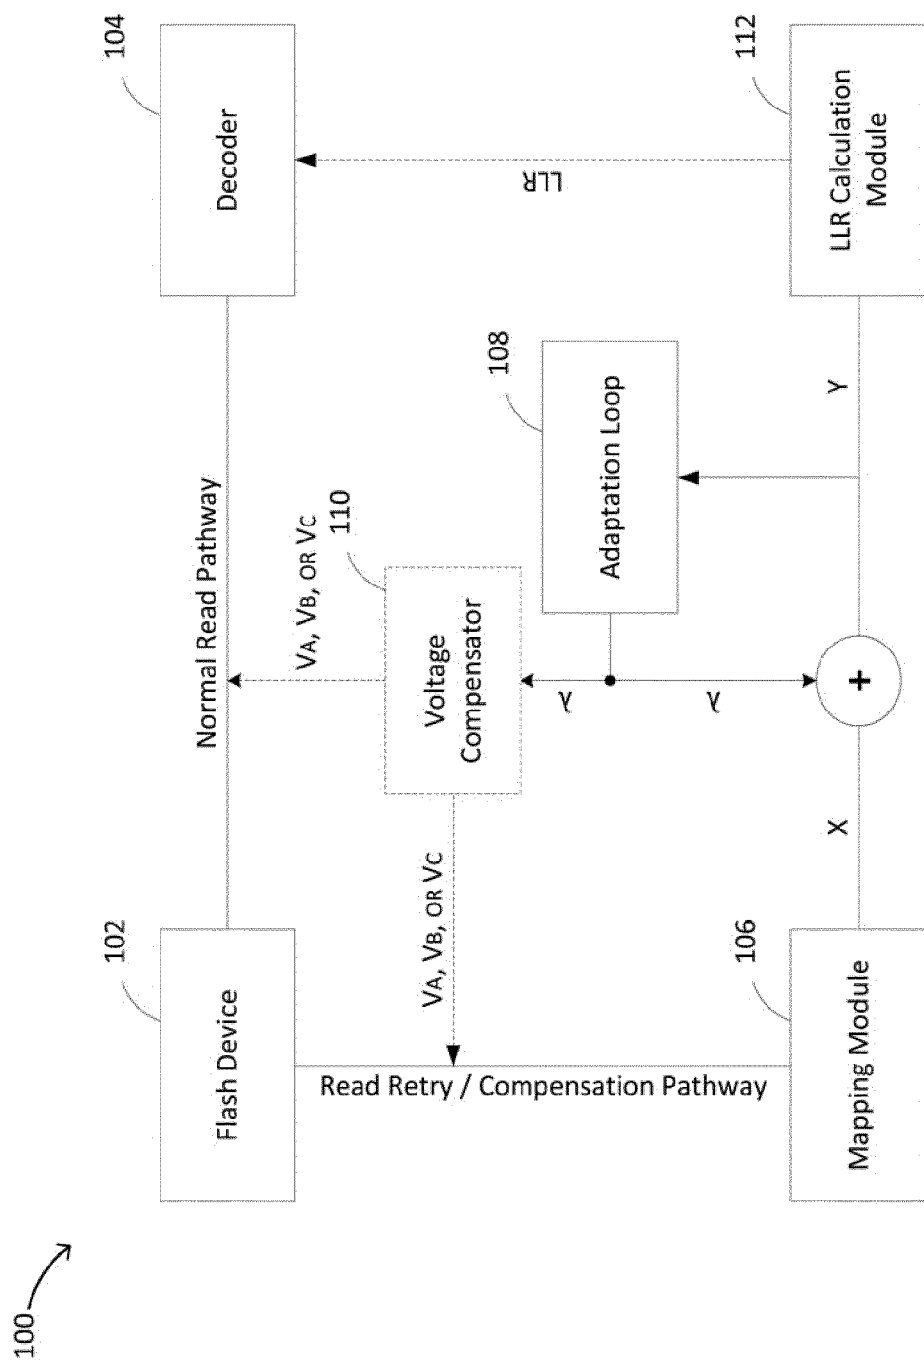 100
102
104
Flash Device
Normal Read Pathway
Decoder
VA, VB, OR VC
110
VA, VB, OR VC
Voltage
Compensator
108
Read Retry / Compensation Pathway
λ
Adaptation Loop
LLR
λ
106
112
Mapping Module
X
+
Y
LLR Calculation
Module